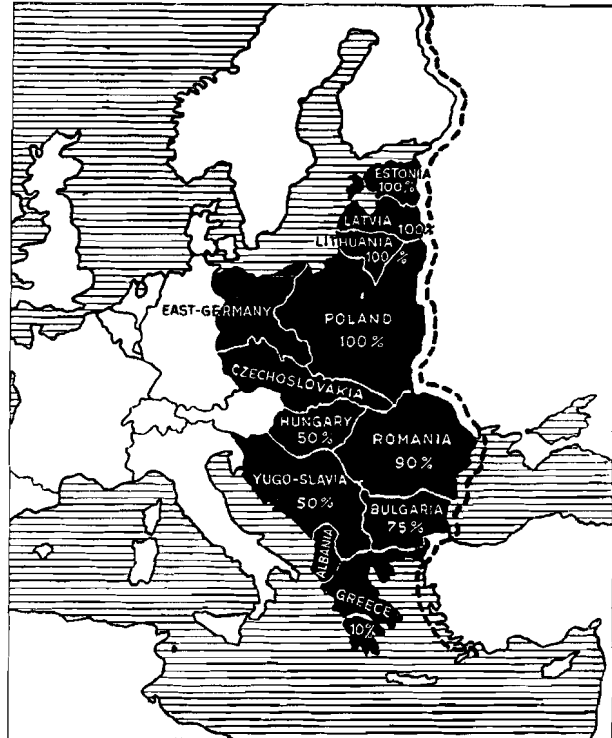 ESTONIA
100%
LATVIA 100%
LITHUANIA
100%
EAST-GERMANY
POLAND
100%
CZECHOSLOVAKIA
HUNGARY
50%
ROMANIA
90%
YUGO-SLAVIA
50%
BULGARIA
75%
ALBANIA
GREECE
10%